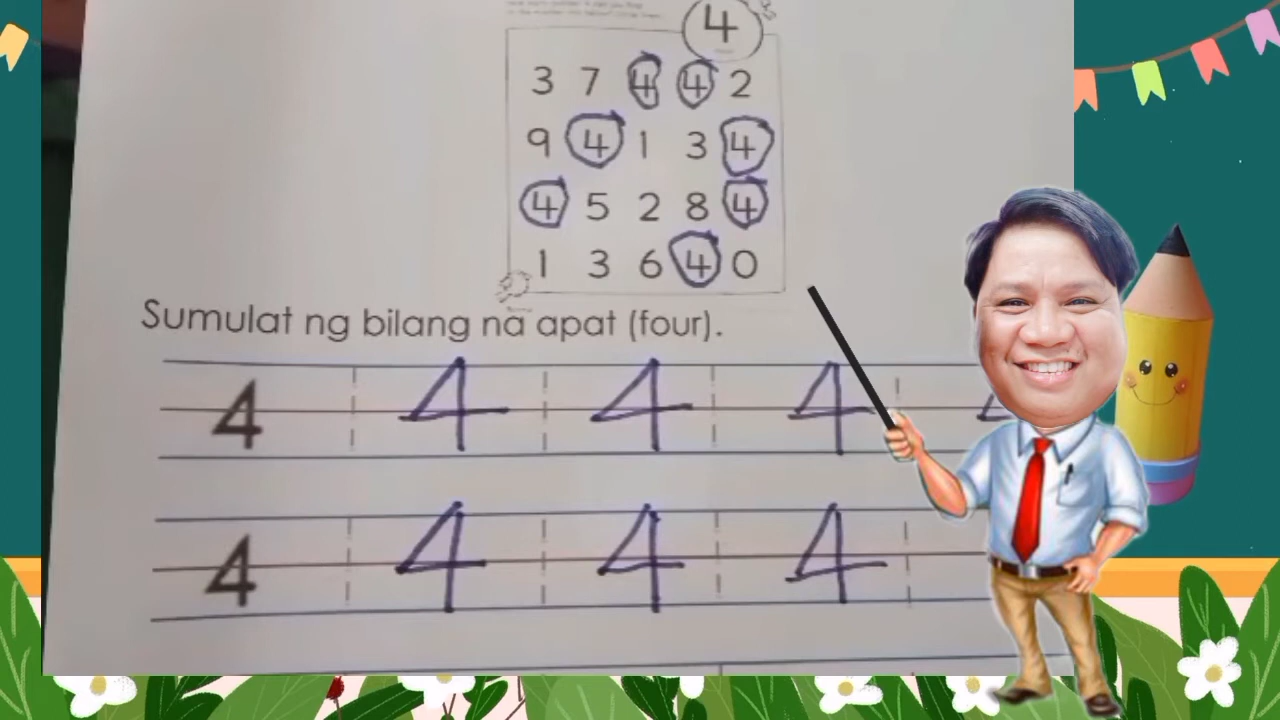 4
3 7 4 4 2
9 4 1 3 4
4 5 2 8 4
1 3 6 4 0
Sumulat ng bilang na apat (four).
4 4 4 4
4 4 4 4